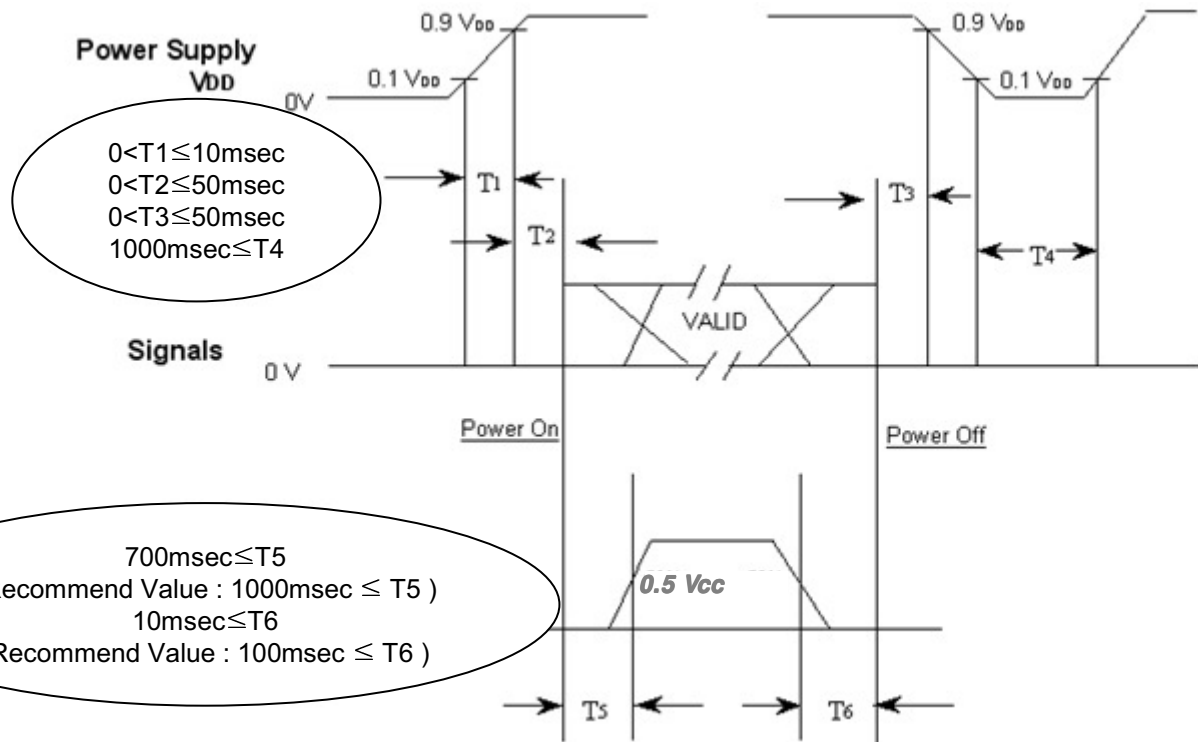 0.9 VDD
0.9 VDD
Power Supply
VDD
0.1 VDD
0.1 VDD
0V
0<T1≤10msec
0<T2≤50msec
0<T3≤50msec
1000msec≤T4
T1
T3
T2
T4
VALID
Signals
0 V
Power On
Power Off
700msec≤T5
ecommend Value : 1000msec ≤ T5 )
10msec≤T6
Recommend Value : 100msec ≤ T6 )
0.5 Vcc
T5
T6